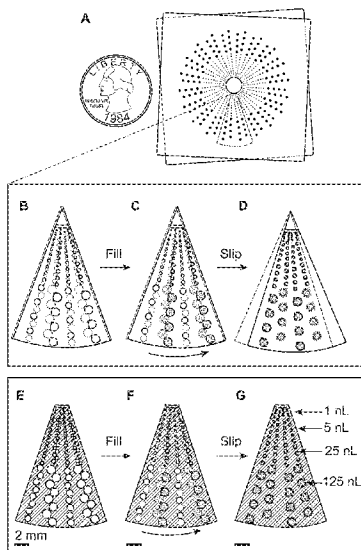 A
LIBERTY
1984
B
C
D
Fill
Slip
E
F
G
Fill
Slip
1 nL
5 nL
25 nL
125 nL
2 mm